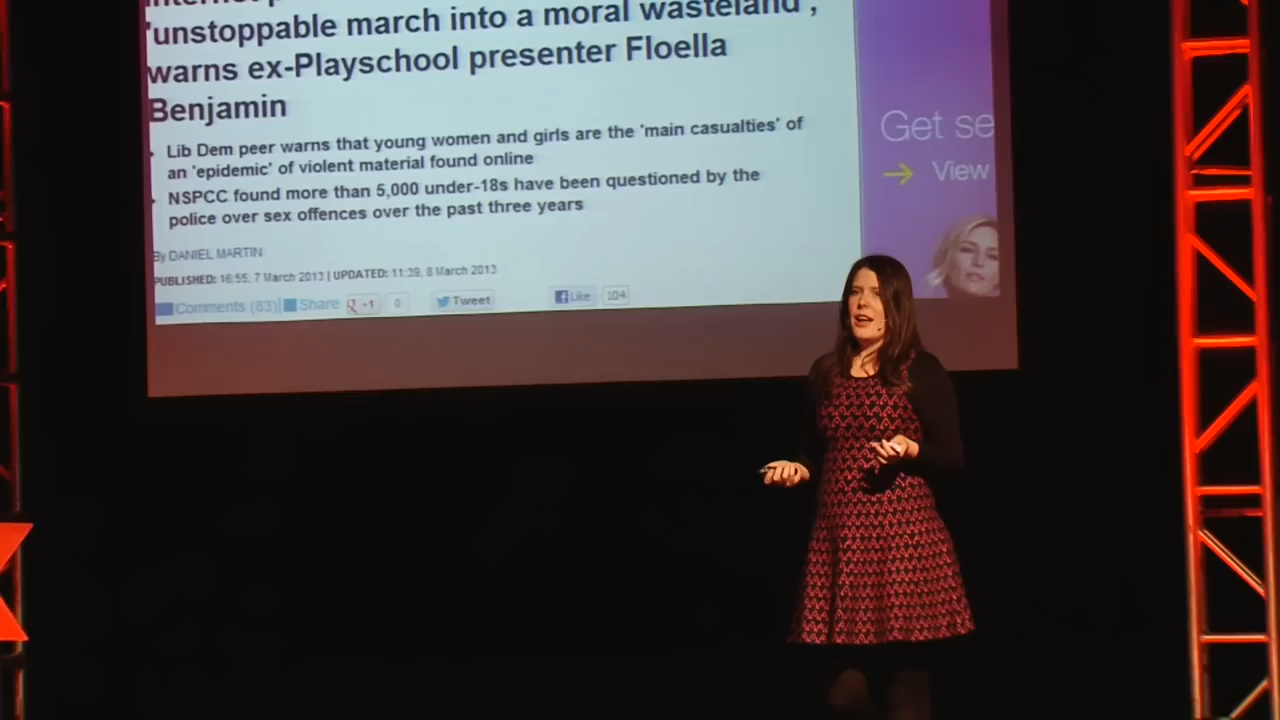 'unstoppable march into a moral wasteland',
warns ex-Playschool presenter Floella
Benjamin
Lib Dem peer warns that young women and girls are the 'main casualties' of
an 'epidemic' of violent material found online
NSPCC found more than 5,000 under-18s have been questioned by the
police over sex offences over the past three years
By DANIEL MARTIN
PUBLISHED: 16:55, 7 March 2013 | UPDATED: 11:39, 8 March 2013
Comments (83) Share +1 0 Tweet Like 104
Get se
View